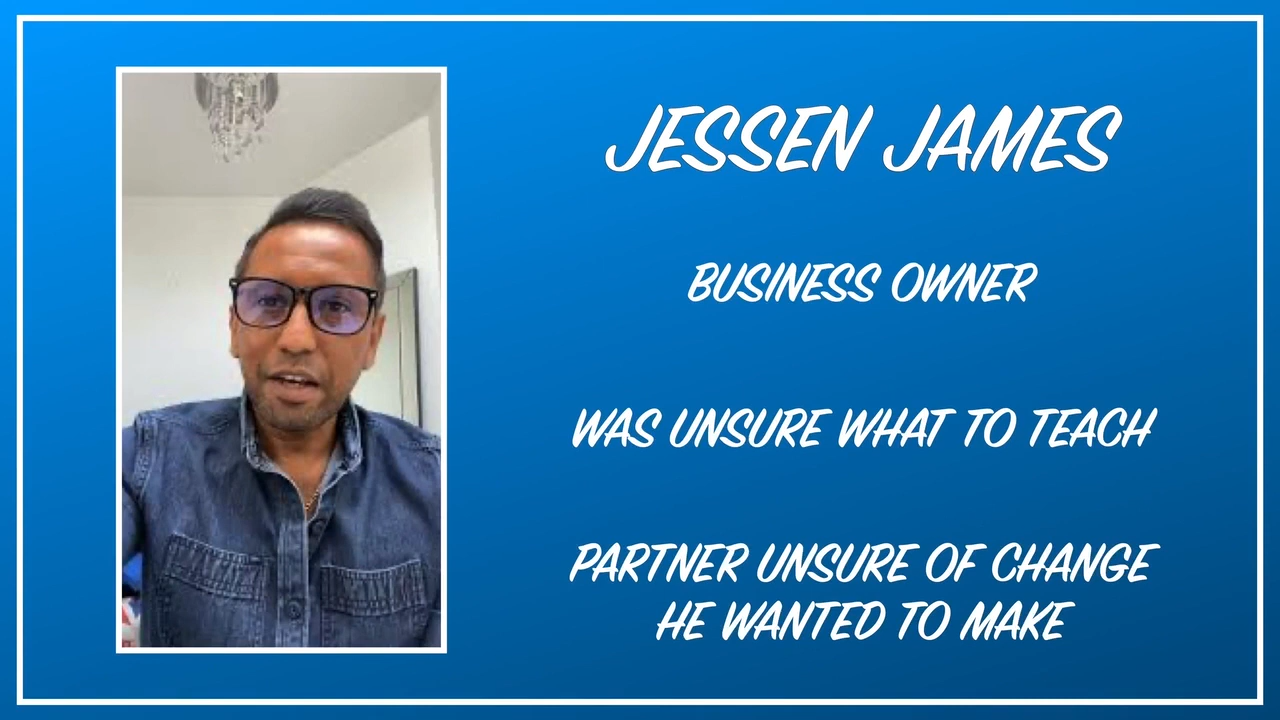 JESSEN JAMES
BUSINESS OWNER
WAS UNSURE WHAT TO TEACH
PARTNER UNSURE OF CHANGE
HE WANTED TO MAKE